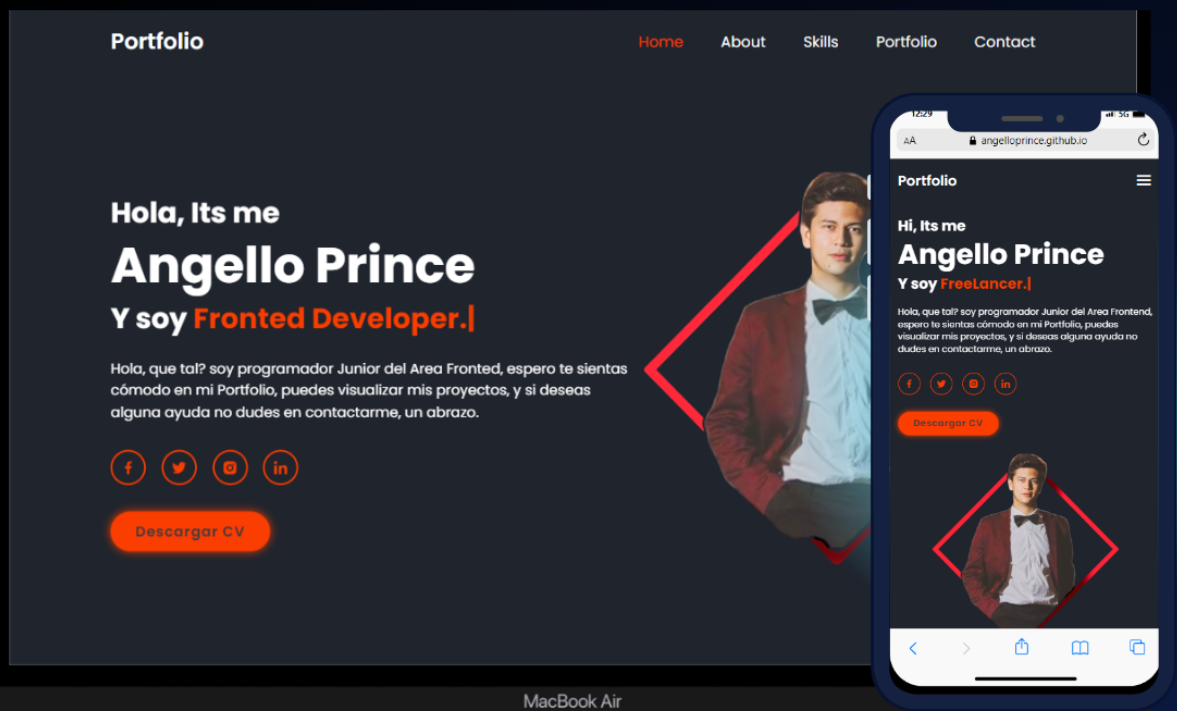 Portfolio
Home About Skills Portfolio Contact
Hola, Its me
Angello Prince
Y soy Fronted Developer.|
Hola, que tal? soy programador Junior del Area Fronted, espero te sientas
cómodo en mi Portfolio, puedes visualizar mis proyectos, y si deseas
alguna ayuda no dudes en contactarme, un abrazo.
Descargar CV
MacBook Air
12:29
5G
AA
angelloprince.github.io
Portfolio
Hi, Its me
Angello Prince
Y soy FreeLancer.|
Hola, que tal? soy programador Junior del Area Frontend,
espero te sientas cómodo en mi Portfolio, puedes
visualizar mis proyectos, y si deseas alguna ayuda no
dudes en contactarme, un abrazo.
Descargar CV